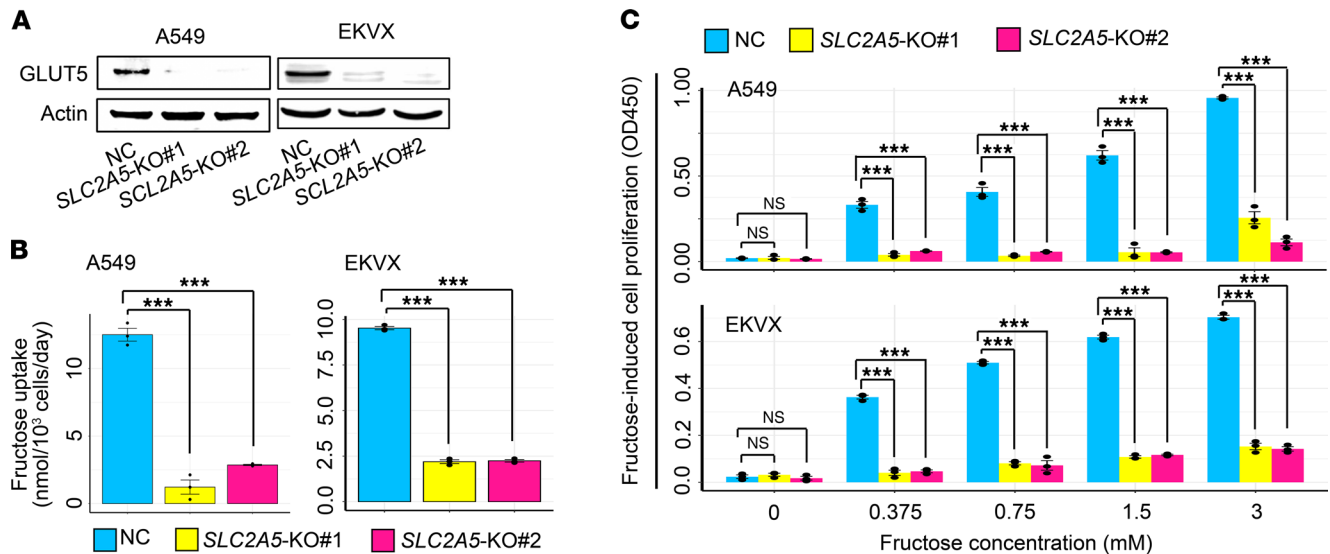 A
A549
EKVX
GLUT5
Actin
NC
SLC2A5-KO#1
SCL2A5-KO#2
NC
SLC2A5-KO#1
SCL2A5-KO#2
B
A549
EKVX
Fructose uptake
(nmol/10³ cells/day)
10
5
0
***
***
10.0
7.5
5.0
2.5
0.0
***
***
NC SLC2A5-KO#1 SLC2A5-KO#2
C
NC SLC2A5-KO#1 SLC2A5-KO#2
Fructose-induced cell proliferation (OD450)
A549
1.00
0.50
0.00
NS
NS
***
***
***
***
***
***
***
***
EKVX
0.6
0.4
0.2
0.0
NS
NS
***
***
***
***
***
***
***
***
0 0.375 0.75 1.5 3
Fructose concentration (mM)